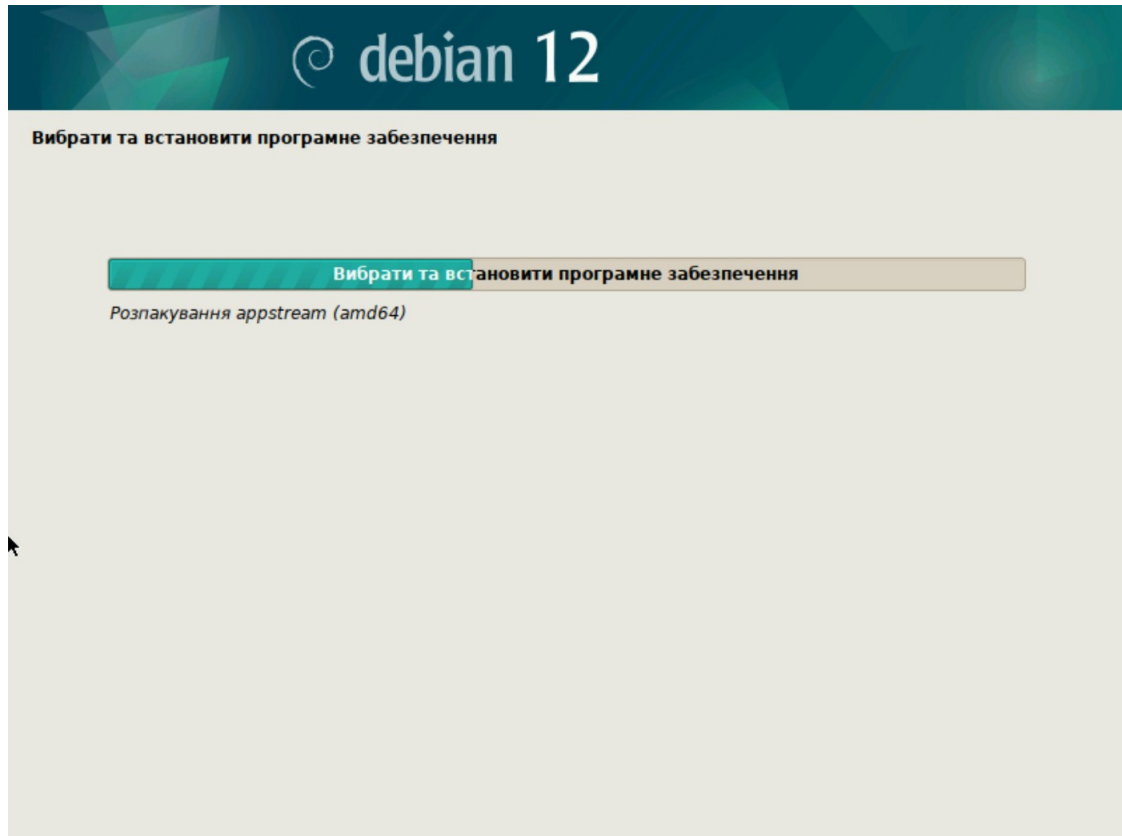 debian 12
Вибрати та встановити програмне забезпечення
Вибрати та встановити програмне забезпечення
Розпакування appstream (amd64)